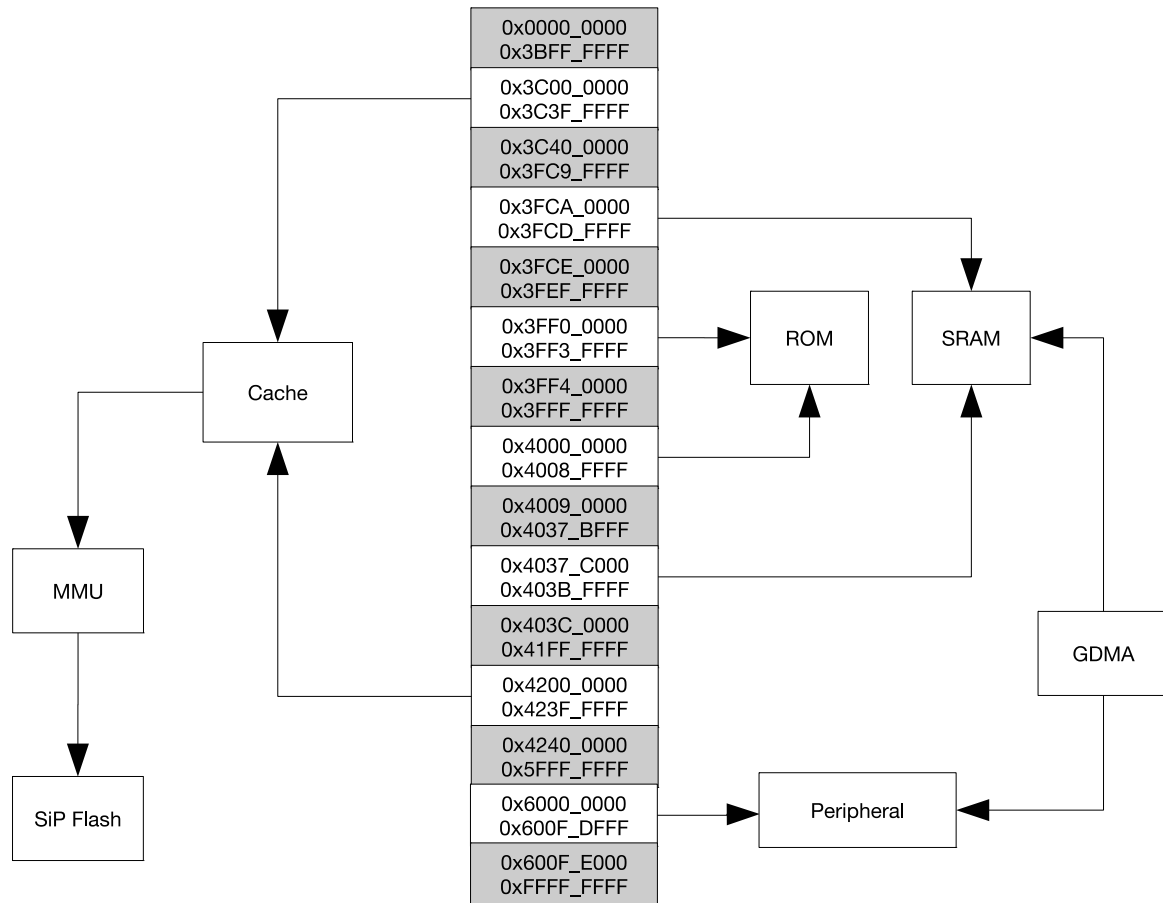 0x0000_0000
0x3BFF_FFFF
0x3C00_0000
0x3C3F_FFFF
0x3C40_0000
0x3FC9_FFFF
0x3FCA_0000
0x3FCD_FFFF
0x3FCE_0000
0x3FEF_FFFF
0x3FF0_0000
0x3FF3_FFFF
0x3FF4_0000
0x3FFF_FFFF
0x4000_0000
0x4008_FFFF
0x4009_0000
0x4037_BFFF
0x4037_C000
0x403B_FFFF
0x403C_0000
0x41FF_FFFF
0x4200_0000
0x423F_FFFF
0x4240_0000
0x5FFF_FFFF
0x6000_0000
0x600F_DFFF
0x600F_E000
0xFFFF_FFFF
Cache
MMU
SiP Flash
ROM
SRAM
GDMA
Peripheral